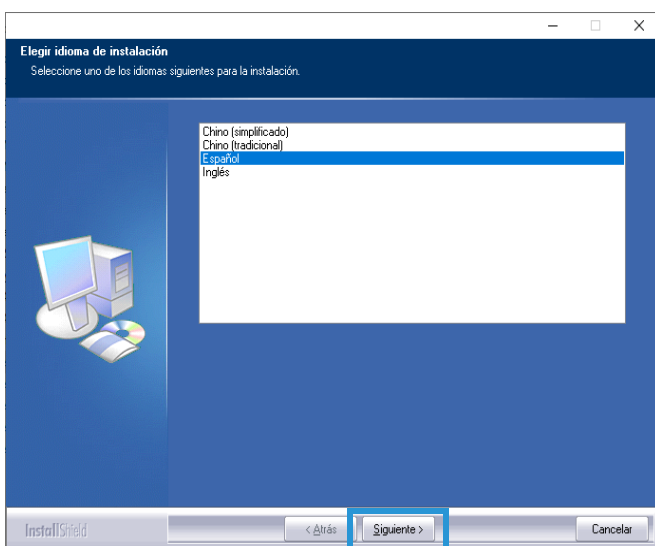 Elegir idioma de instalación
Seleccione uno de los idiomas siguientes para la instalación.
Chino (simplificado)
Chino (tradicional)
Español
Inglés
InstallShield
< Atrás
Siguiente >
Cancelar